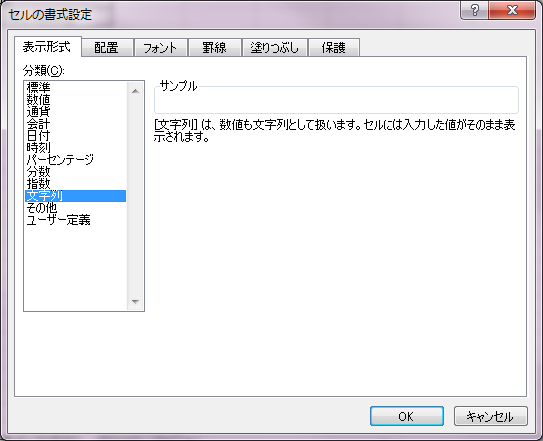 セルの書式設定
表示形式 配置 フォント 罫線 塗りつぶし 保護
分類(C):
標準
数値
通貨
会計
日付
時刻
パーセンテージ
分数
指数
文字列
その他
ユーザー定義
サンプル
[文字列] は、数値も文字列として扱います。セルには入力した値がそのまま表
示されます。
OK キャンセル